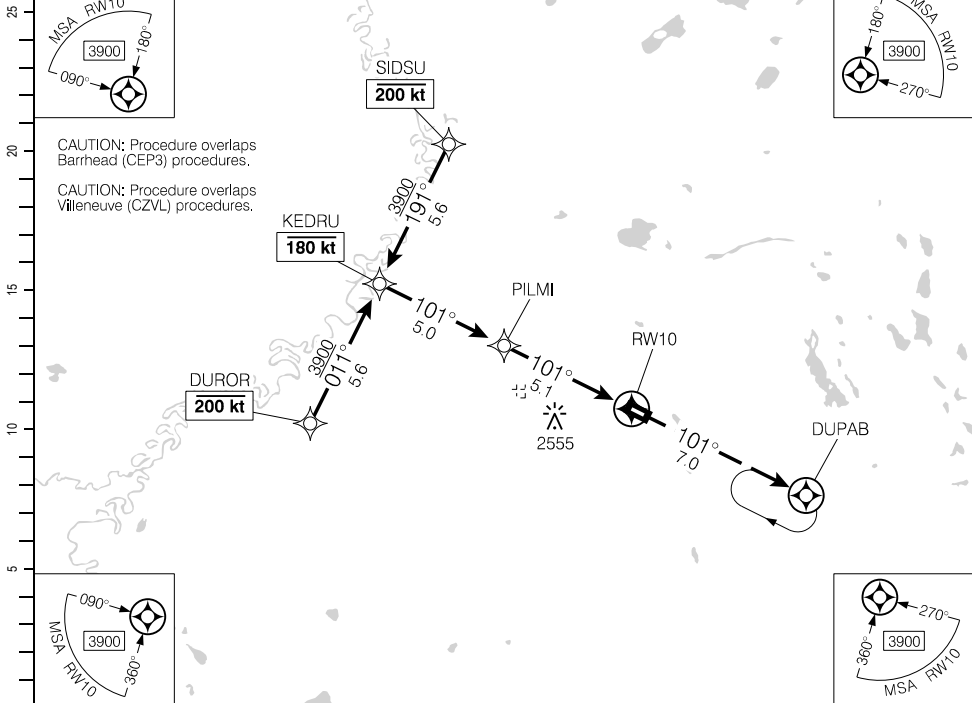 25
20
15
10
5
MSA RW10
3900
180°
090°
180°
MSA RW10
3900
270°
CAUTION: Procedure overlaps
Barrhead (CEP3) procedures.
CAUTION: Procedure overlaps
Villeneuve (CZVL) procedures.
SIDSU
200 kt
3900
191°
5.6
KEDRU
180 kt
101°
5.0
PILMI
3900
011°
5.6
DUROR
200 kt
101°
5.1
RW10
2555
101°
7.0
DUPAB
090°
3900
360°
MSA RW10
270°
3900
360°
MSA RW10